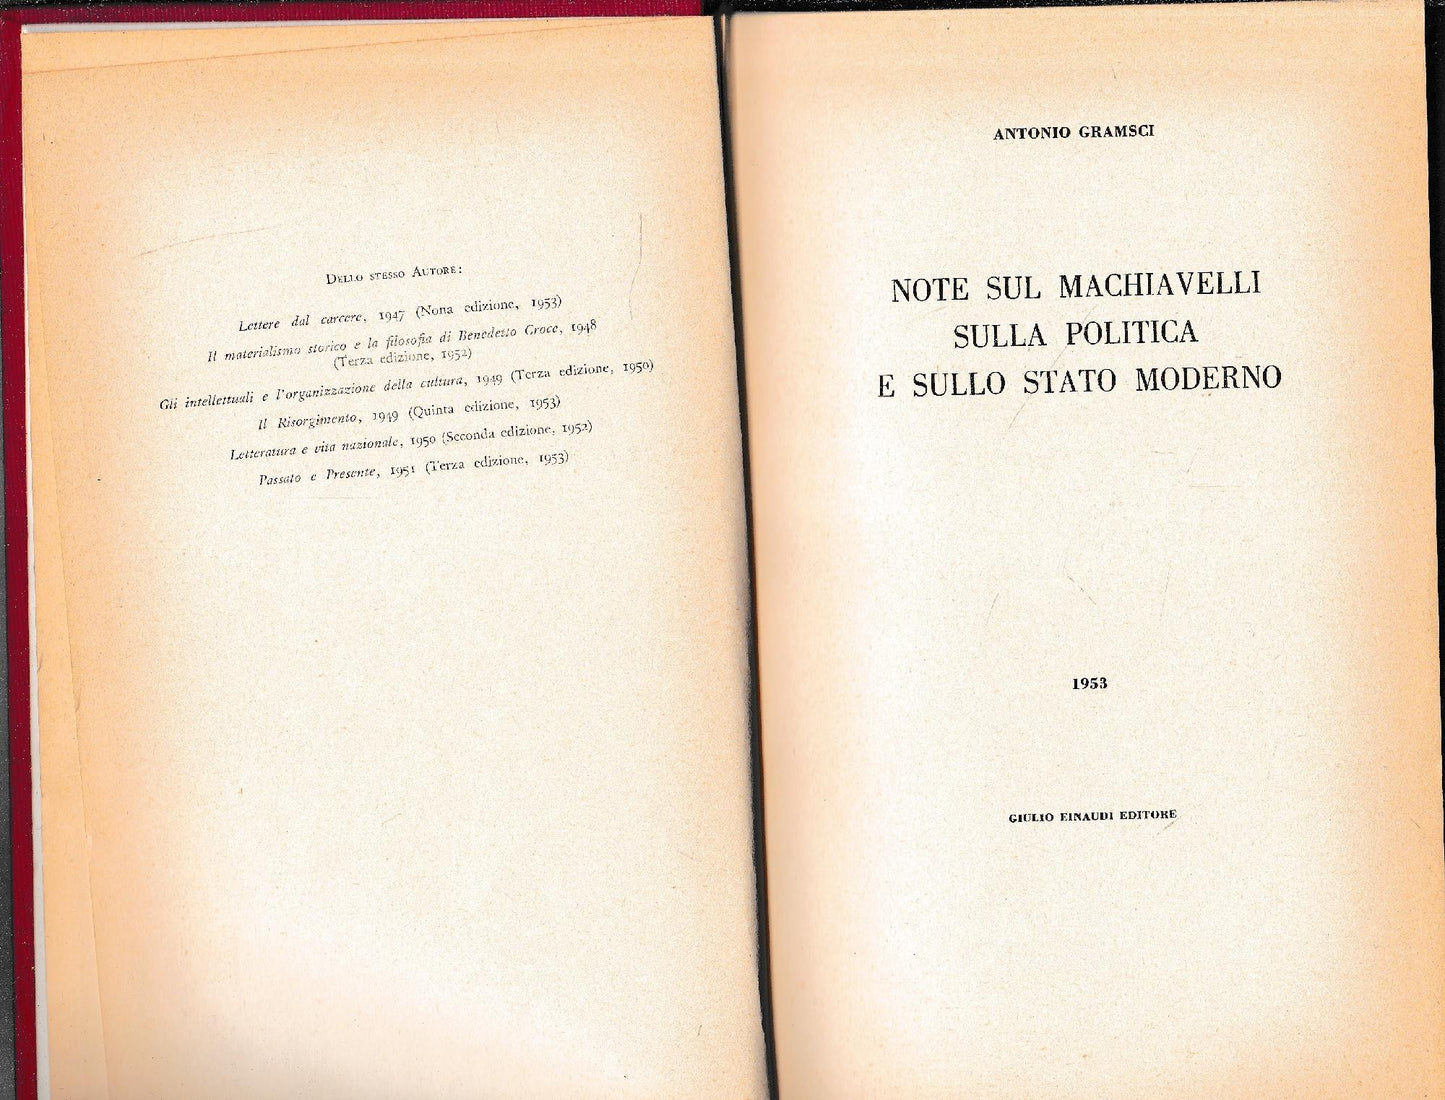 Dello stesso Autore:
Lettere dal carcere, 1947 (Nona edizione, 1953)
Il materialismo storico e la filosofia di Benedetto Croce, 1948
(Terza edizione, 1952)
Gli intellettuali e l'organizzazione della cultura, 1949 (Terza edizione, 1950)
Il Risorgimento, 1949 (Quinta edizione, 1953)
Letteratura e vita nazionale, 1950 (Seconda edizione, 1952)
Passato e Presente, 1951 (Terza edizione, 1953)
ANTONIO GRAMSCI
NOTE SUL MACHIAVELLI
SULLA POLITICA
E SULLO STATO MODERNO
1953
GIULIO EINAUDI EDITORE